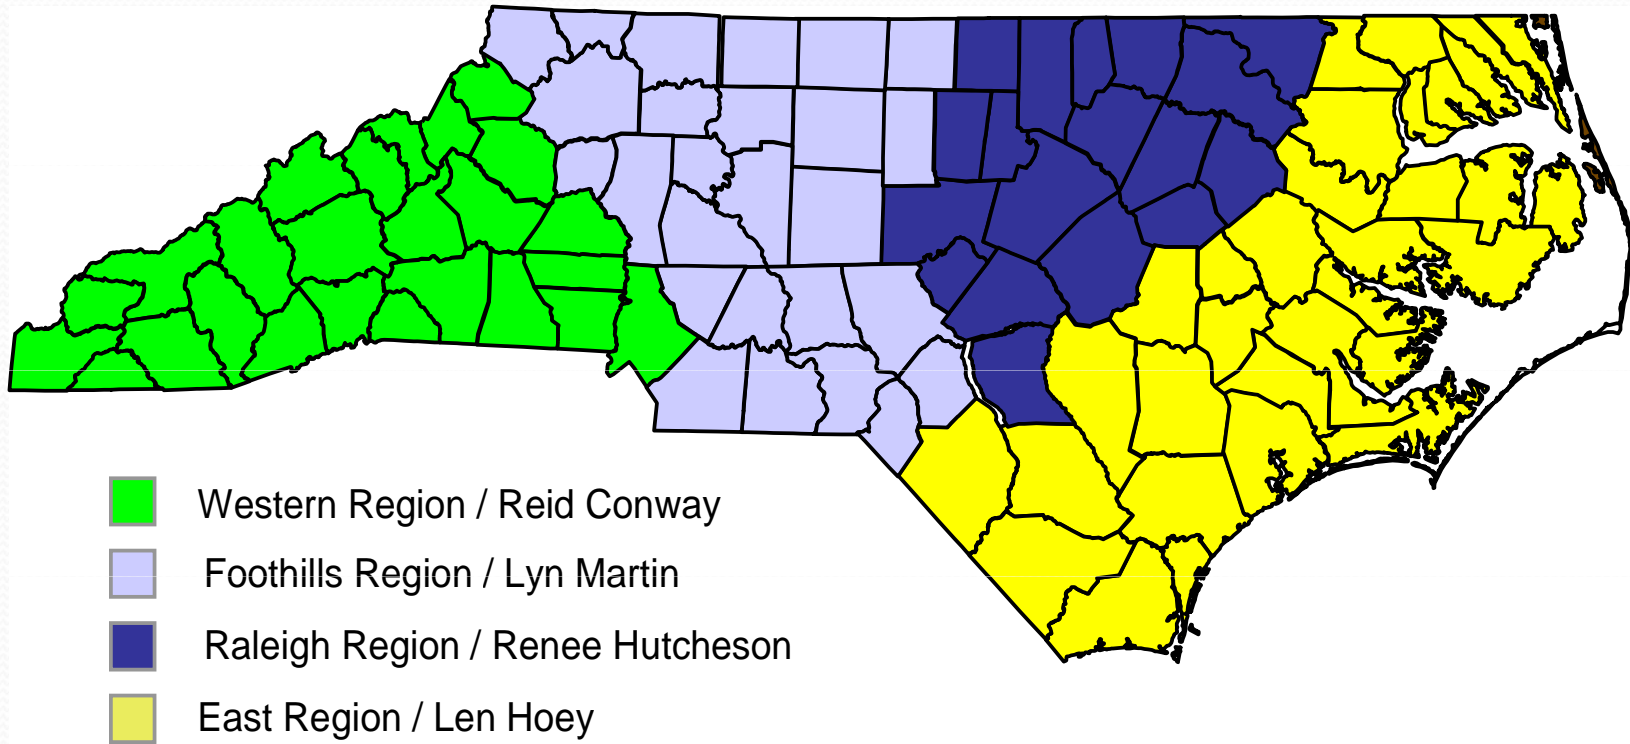 Western Region / Reid Conway
Foothills Region / Lyn Martin
Raleigh Region / Renee Hutcheson
East Region / Len Hoey